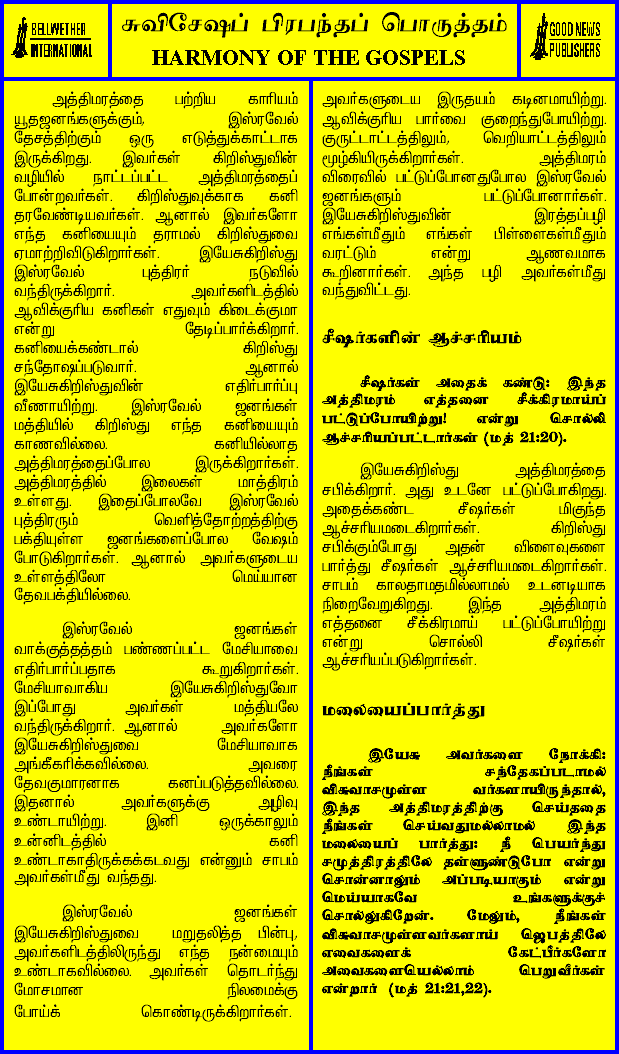 BELLWETHER
INTERNATIONAL
சுவிசேஷப் பிரபந்தப் பொருத்தம்
HARMONY OF THE GOSPELS
GOOD NEWS
PUBLISHERS
அத்திமரத்தை பற்றிய காரியம்
யூதஜனங்களுக்கும், இஸ்ரவேல்
தேசத்திற்கும் ஒரு எடுத்துக்காட்டாக
இருக்கிறது. இவர்கள் கிறிஸ்துவின்
வழியில் நாட்டப்பட்ட அத்திமரத்தைப்
போன்றவர்கள். கிறிஸ்துவுக்காக கனி
தரவேண்டியவர்கள். ஆனால் இவர்களோ
எந்த கனியையும் தராமல் கிறிஸ்துவை
ஏமாற்றிவிடுகிறார்கள். இயேசுகிறிஸ்து
இஸ்ரவேல் புத்திரர் நடுவில்
வந்திருக்கிறார். அவர்களிடத்தில்
ஆவிக்குரிய கனிகள் எதுவும் கிடைக்குமா
என்று தேடிப்பார்க்கிறார்.
கனியைக்கண்டால் கிறிஸ்து
சந்தோஷப்படுவார். ஆனால்
இயேசுகிறிஸ்துவின் எதிர்பார்ப்பு
வீணாயிற்று. இஸ்ரவேல் ஜனங்கள்
மத்தியில் கிறிஸ்து எந்த கனியையும்
காணவில்லை. கனியில்லாத
அத்திமரத்தைப்போல இருக்கிறார்கள்.
அத்திமரத்தில் இலைகள் மாத்திரம்
உள்ளது. இதைப்போலவே இஸ்ரவேல்
புத்திரரும் வெளித்தோற்றத்திற்கு
பக்தியுள்ள ஜனங்களைப்போல வேஷம்
போடுகிறார்கள். ஆனால் அவர்களுடைய
உள்ளத்திலோ மெய்யான
தேவபக்தியில்லை.
இஸ்ரவேல் ஜனங்கள்
வாக்குத்தத்தம் பண்ணப்பட்ட மேசியாவை
எதிர்பார்ப்பதாக கூறுகிறார்கள்.
மேசியாவாகிய இயேசுகிறிஸ்துவோ
இப்போது அவர்கள் மத்தியலே
வந்திருக்கிறார். ஆனால் அவர்களோ
இயேசுகிறிஸ்துவை மேசியாவாக
அங்கீகரிக்கவில்லை. அவரை
தேவகுமாரனாக கனப்படுத்தவில்லை.
இதனால் அவர்களுக்கு அழிவு
உண்டாயிற்று. இனி ஒருக்காலும்
உன்னிடத்தில் கனி
உண்டாகாதிருக்கக்கடவது என்னும் சாபம்
அவர்கள்மீது வந்தது.
இஸ்ரவேல் ஜனங்கள்
இயேசுகிறிஸ்துவை மறுதலித்த பின்பு,
அவர்களிடத்திலிருந்து எந்த நன்மையும்
உண்டாகவில்லை. அவர்கள் தொடர்ந்து
மோசமான நிலமைக்கு
போய்க் கொண்டிருக்கிறார்கள்.
அவர்களுடைய இருதயம் கடினமாயிற்று.
ஆவிக்குரிய பார்வை குறைந்துபோயிற்று.
குருட்டாட்டத்திலும், வெறியாட்டத்திலும்
மூழ்கியிருக்கிறார்கள். அத்திமரம்
விரைவில் பட்டுப்போனதுபோல இஸ்ரவேல்
ஜனங்களும் பட்டுப்போனார்கள்.
இயேசுகிறிஸ்துவின் இரத்தப்பழி
எங்கள்மீதும் எங்கள் பிள்ளைகள்மீதும்
வரட்டும் என்று ஆணவமாக
கூறினார்கள். அந்த பழி அவர்கள்மீது
வந்துவிட்டது.
சீஷர்களின் ஆச்சரியம்
சீஷர்கள் அதைக் கண்டு: இந்த
அத்திமரம் எத்தனை சீக்கிரமாய்ப்
பட்டுப்போயிற்று! என்று சொல்லி
ஆச்சரியப்பட்டார்கள் (மத் 21:20).
இயேசுகிறிஸ்து அத்திமரத்தை
சபிக்கிறார். அது உடனே பட்டுப்போகிறது.
அதைக்கண்ட சீஷர்கள் மிகுந்த
ஆச்சரியமடைகிறார்கள். கிறிஸ்து
சபிக்கும்போது அதன் விளைவுகளை
பார்த்து சீஷர்கள் ஆச்சரியமடைகிறார்கள்.
சாபம் காலதாமதமில்லாமல் உடனடியாக
நிறைவேறுகிறது. இந்த அத்திமரம்
எத்தனை சீக்கிரமாய் பட்டுப்போயிற்று
என்று சொல்லி சீஷர்கள்
ஆச்சரியப்படுகிறார்கள்.
மலையைப்பார்த்து
இயேசு அவர்களை நோக்கி:
நீங்கள் சந்தேகப்படாமல்
விசுவாசமுள்ள வர்களாயிருந்தால்,
இந்த அத்திமரத்திற்கு செய்ததை
நீங்கள் செய்வதுமல்லாமல் இந்த
மலையைப் பார்த்து: நீ பெயர்ந்து
சமுத்திரத்திலே தள்ளுண்டுபோ என்று
சொன்னாலும் அப்படியாகும் என்று
மெய்யாகவே உங்களுக்குச்
சொல்லுகிறேன். மேலும், நீங்கள்
விசுவாசமுள்ளவர்களாய் ஜெபத்திலே
எவைகளைக் கேட்பீர்களோ
அவைகளையெல்லாம் பெறுவீர்கள்
என்றார் (மத் 21:21,22).